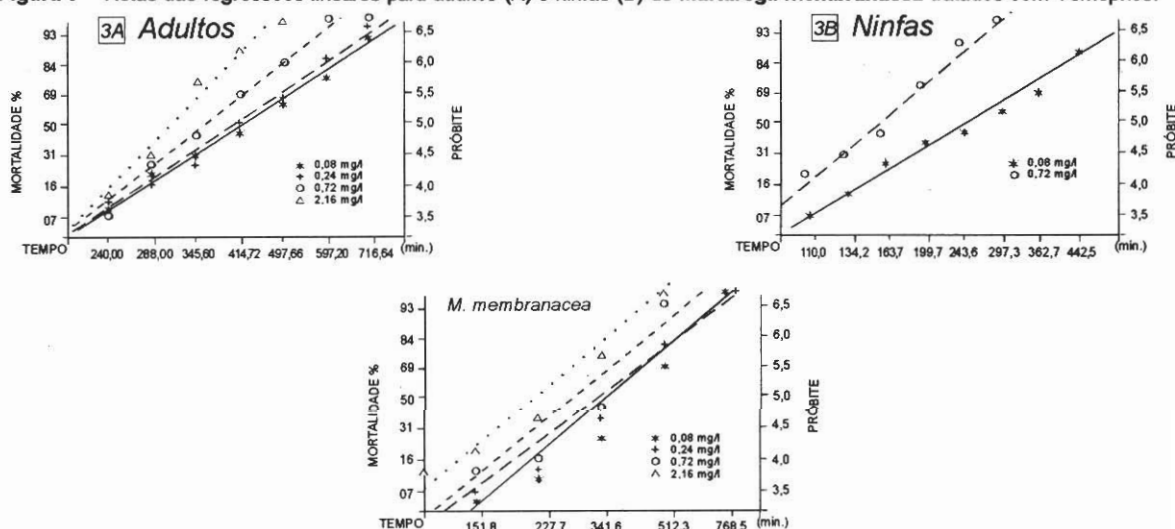 3A Adultos
MORTALIDADE %
93
84
69
50
31
16
07
6,5
6,0
5,5
5,0
4,5
4,0
3,5
PRÓBITE
* 0,08 mg/l
+ 0,24 mg/l
○ 0,72 mg/l
△ 2,16 mg/l
TEMPO 240,00 288,00 345,60 414,72 497,66 597,20 716,64 (min.)
3B Ninfas
MORTALIDADE %
93
84
69
50
31
16
07
6,5
6,0
5,5
5,0
4,5
4,0
3,5
PRÓBITE
* 0,08 mg/l
○ 0,72 mg/l
TEMPO 110,0 134,2 163,7 199,7 243,6 297,3 362,7 442,5 (min.)
M. membranacea
MORTALIDADE %
93
84
69
50
31
16
07
6,5
6,0
5,5
5,0
4,5
4,0
3,5
PRÓBITE
* 0,08 mg/l
+ 0,24 mg/l
○ 0,72 mg/l
△ 2,16 mg/l
TEMPO 151,8 227,7 341,6 512,3 768,5 (min.)